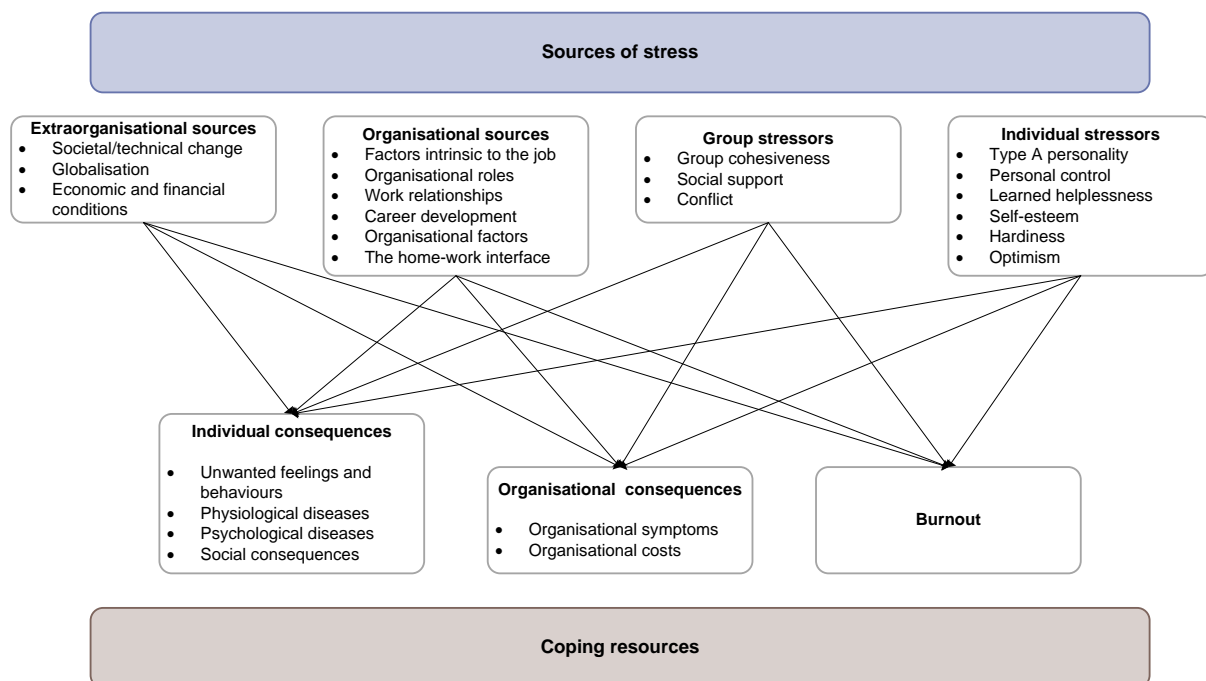 Sources of stress
Extraorganisational sources
• Societal/technical change
• Globalisation
• Economic and financial
conditions
Organisational sources
• Factors intrinsic to the job
• Organisational roles
• Work relationships
• Career development
• Organisational factors
• The home-work interface
Group stressors
• Group cohesiveness
• Social support
• Conflict
Individual stressors
• Type A personality
• Personal control
• Learned helplessness
• Self-esteem
• Hardiness
• Optimism
Individual consequences
• Unwanted feelings and
behaviours
• Physiological diseases
• Psychological diseases
• Social consequences
Organisational consequences
• Organisational symptoms
• Organisational costs
Burnout
Coping resources